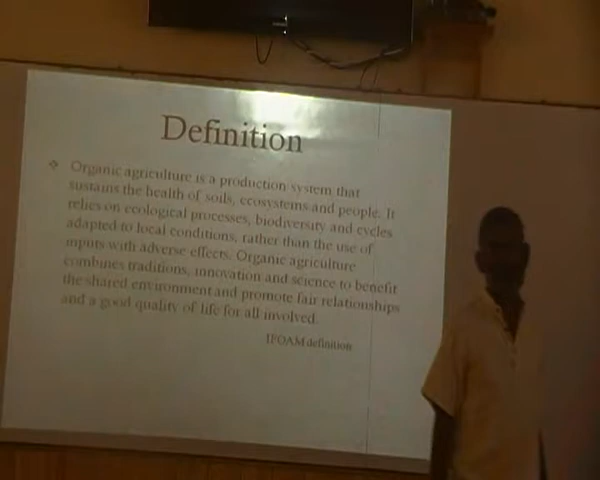 Definition
❖ Organic agriculture is a production system that
sustains the health of soils, ecosystems and people. It
relies on ecological processes, biodiversity and cycles
adapted to local conditions, rather than the use of
inputs with adverse effects. Organic agriculture
combines traditions, innovation and science to benefit
the shared environment and promote fair relationships
and a good quality of life for all involved.
IFOAM definition